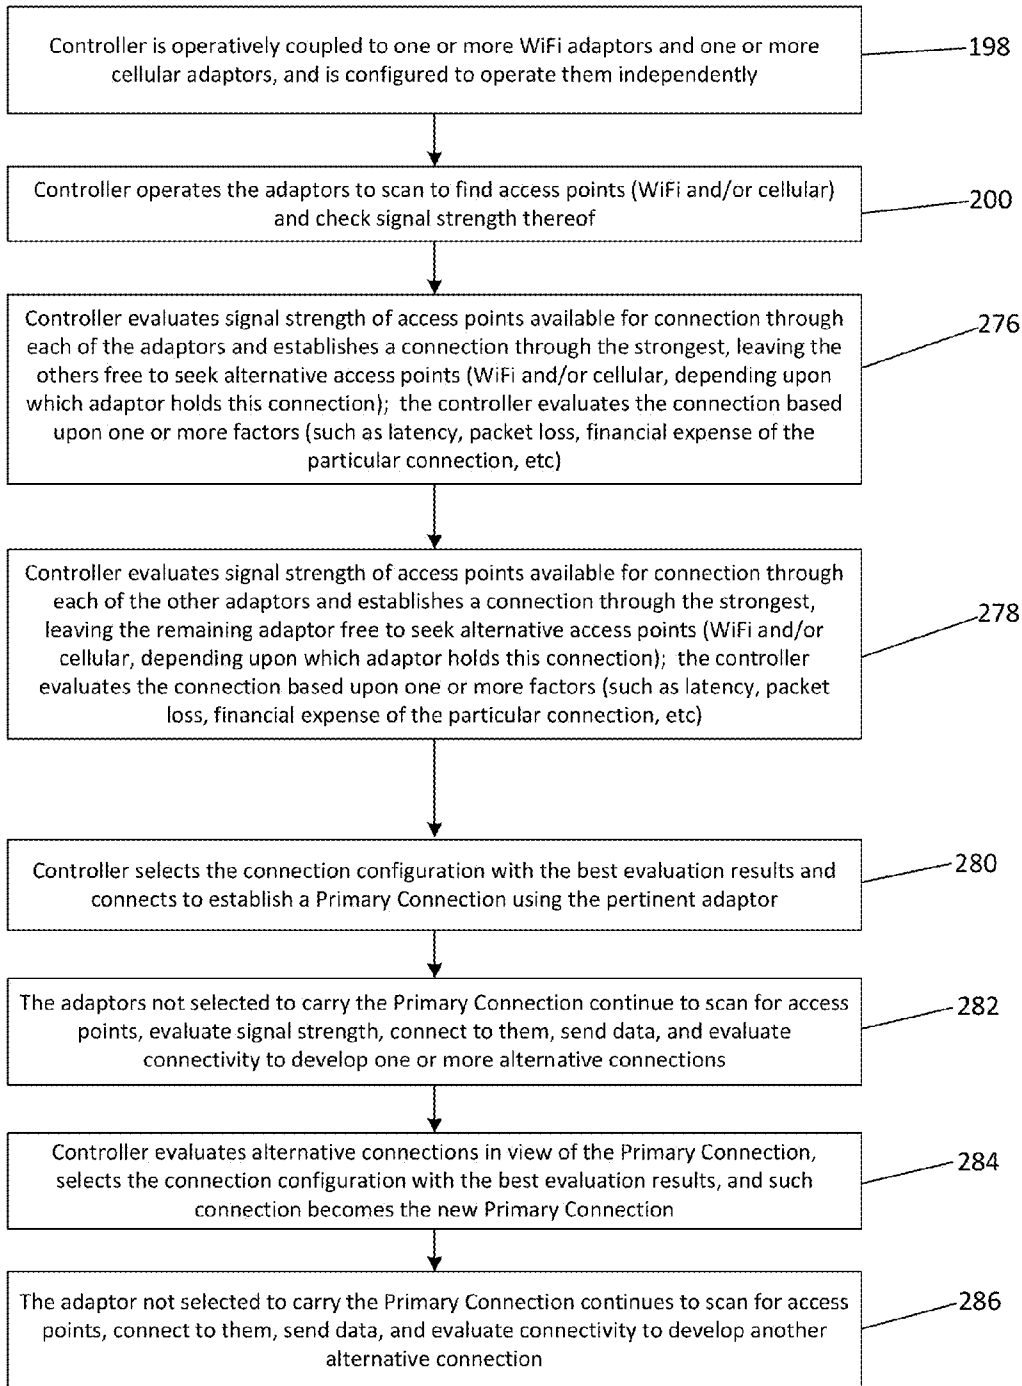 Controller is operatively coupled to one or more WiFi adaptors and one or more
cellular adaptors, and is configured to operate them independently
198
Controller operates the adaptors to scan to find access points (WiFi and/or cellular)
and check signal strength thereof
200
Controller evaluates signal strength of access points available for connection through
each of the adaptors and establishes a connection through the strongest, leaving the
others free to seek alternative access points (WiFi and/or cellular, depending upon
which adaptor holds this connection); the controller evaluates the connection based
upon one or more factors (such as latency, packet loss, financial expense of the
particular connection, etc)
276
Controller evaluates signal strength of access points available for connection through
each of the other adaptors and establishes a connection through the strongest,
leaving the remaining adaptor free to seek alternative access points (WiFi and/or
cellular, depending upon which adaptor holds this connection); the controller
evaluates the connection based upon one or more factors (such as latency, packet
loss, financial expense of the particular connection, etc)
278
Controller selects the connection configuration with the best evaluation results and
connects to establish a Primary Connection using the pertinent adaptor
280
The adaptors not selected to carry the Primary Connection continue to scan for access
points, evaluate signal strength, connect to them, send data, and evaluate
connectivity to develop one or more alternative connections
282
Controller evaluates alternative connections in view of the Primary Connection,
selects the connection configuration with the best evaluation results, and such
connection becomes the new Primary Connection
284
The adaptor not selected to carry the Primary Connection continues to scan for access
points, connect to them, send data, and evaluate connectivity to develop another
alternative connection
286